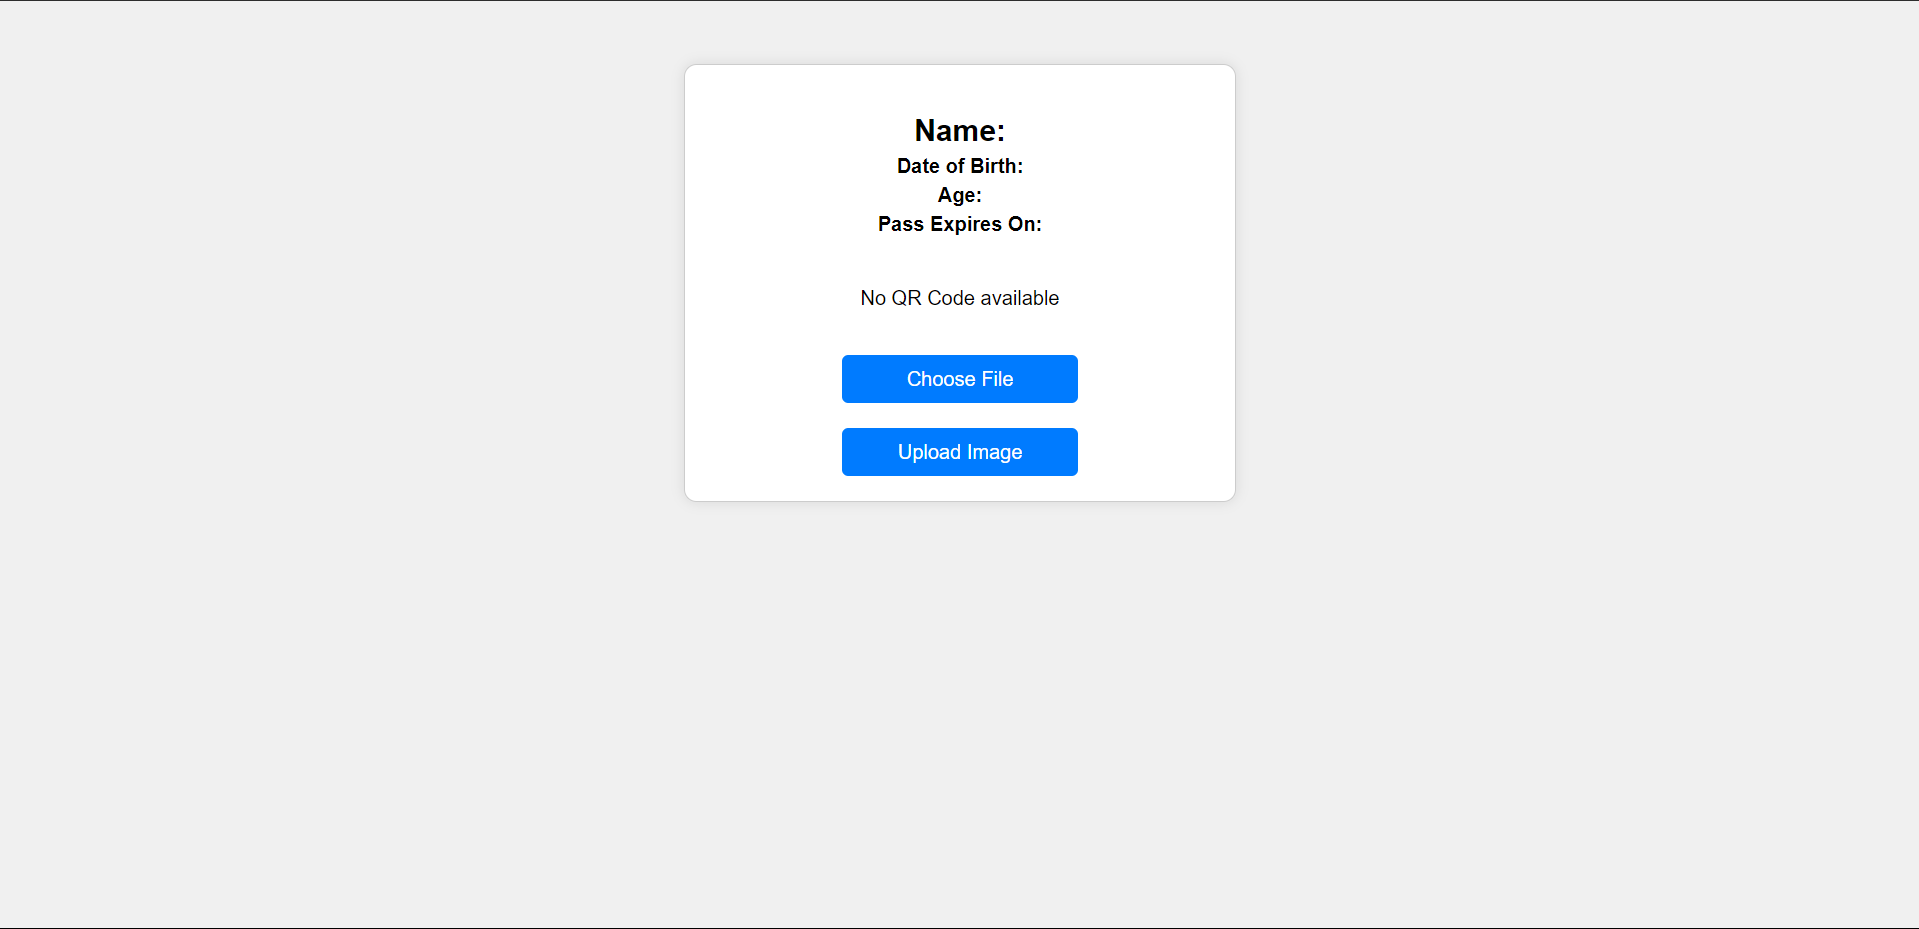 Name:
Date of Birth:
Age:
Pass Expires On:
No QR Code available
Choose File
Upload Image